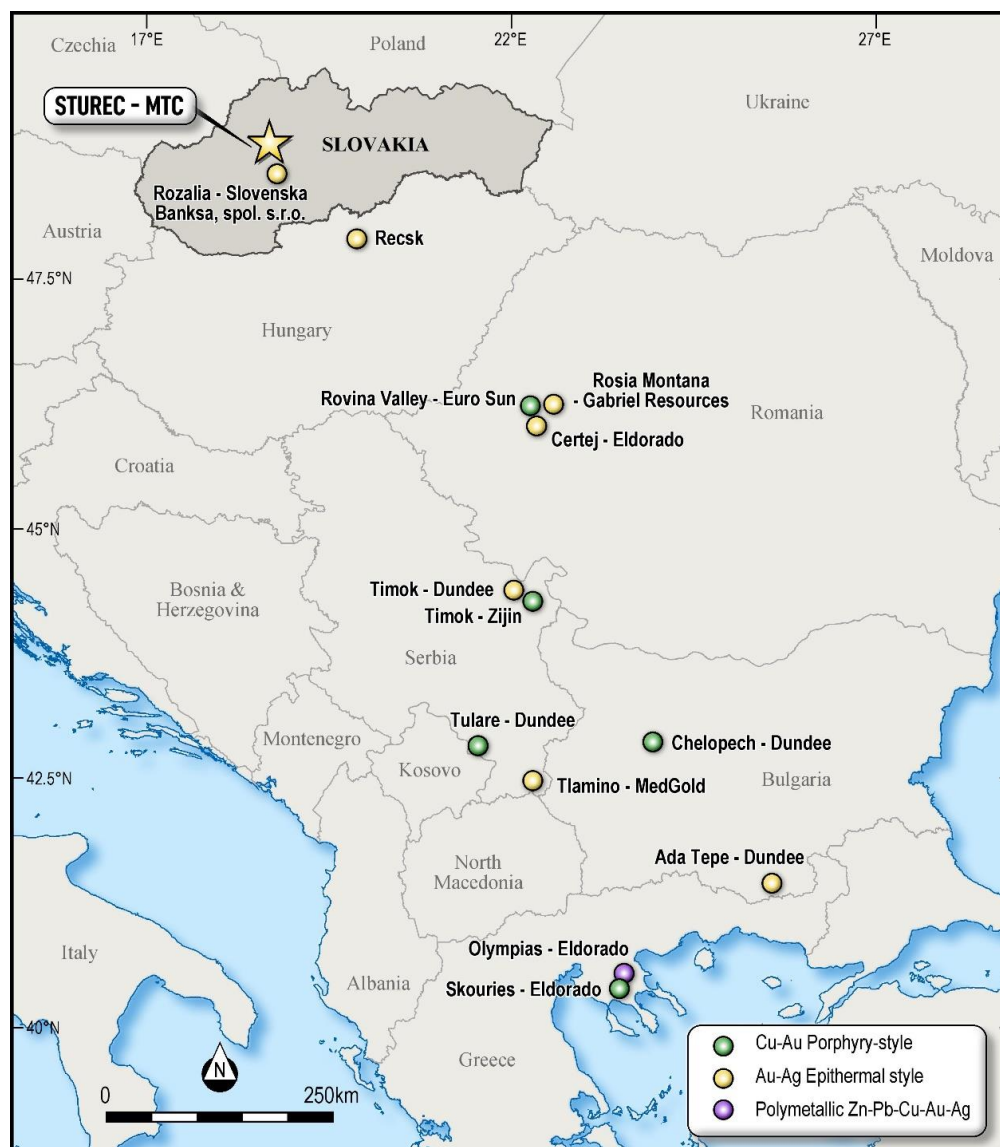 17°E
22°E
27°E
Czechia
Poland
Ukraine
STUREC - MTC
SLOVAKIA
Rozalia - Slovenska
Banksa, spol. s.r.o.
Austria
Recsk
Moldova
47.5°N
Hungary
Rovina Valley - Euro Sun
Rosia Montana
- Gabriel Resources
Romania
Certej - Eldorado
Croatia
45°N
Bosnia &
Herzegovina
Timok - Dundee
Timok - Zijin
Serbia
Tulare - Dundee
Montenegro
Chelopech - Dundee
Kosovo
42.5°N
Tlamino - MedGold
Bulgaria
Ada Tepe - Dundee
North
Macedonia
Italy
Olympias - Eldorado
Albania
Skouries - Eldorado
40°N
Greece
Cu-Au Porphyry-style
Au-Ag Epithermal style
Polymetallic Zn-Pb-Cu-Au-Ag
N
0
250km